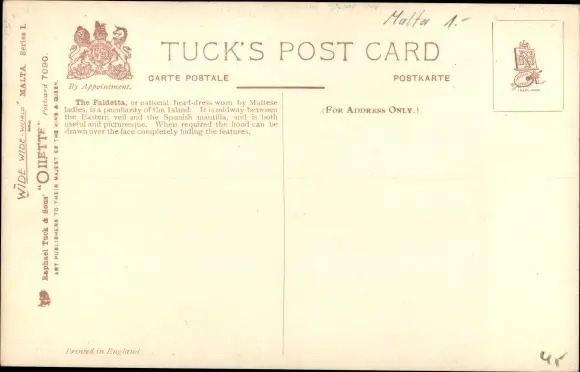 Malta 1.-
TUCK'S POST CARD
CARTE POSTALE
POSTKARTE
By Appointment.
The Faldetta, or national head-dress worn by Maltese
ladies, is a peculiarity of the Island. It is midway between
the Eastern veil and the Spanish mantilla, and is both
useful and picturesque. When required the hood can be
drawn over the face completely hiding the features.
(FOR ADDRESS ONLY.)
"WIDE-WIDE-WORLD" MALTA. Series I.
Raphael Tuck & Sons' "OILETTE" Postcard 7090.
ART PUBLISHERS TO THEIR MAJESTIES THE KING & QUEEN.
Printed in England